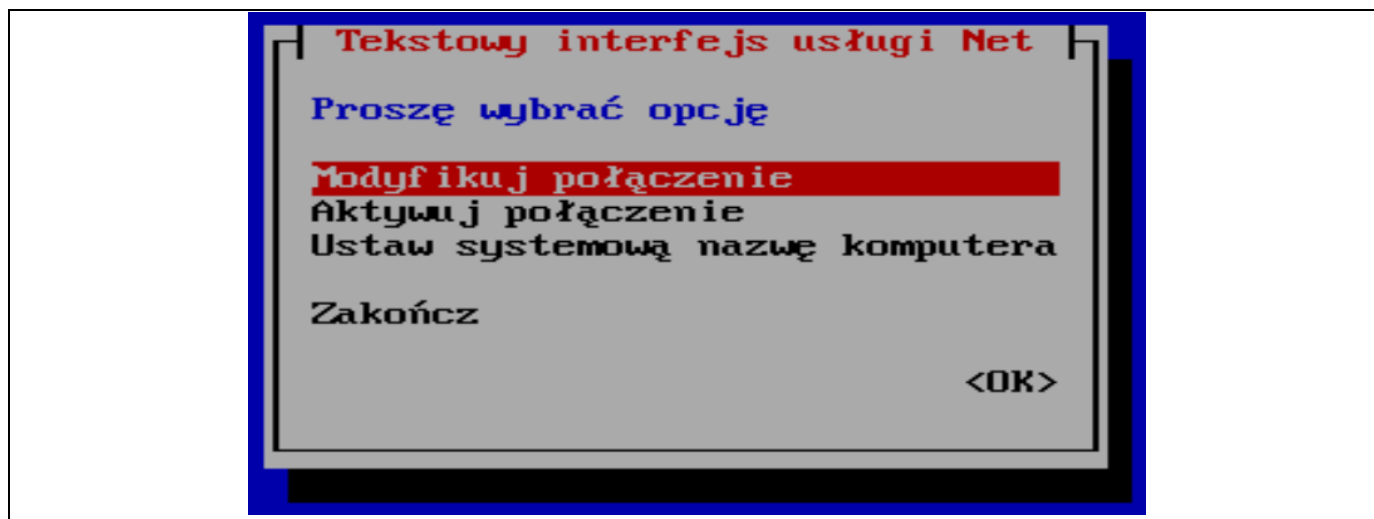 Tekstowy interfejs usługi Net
Proszę wybrać opcję
Modyfikuj połączenie
Aktywuj połączenie
Ustaw systemową nazwę komputera
Zakończ
<OK>